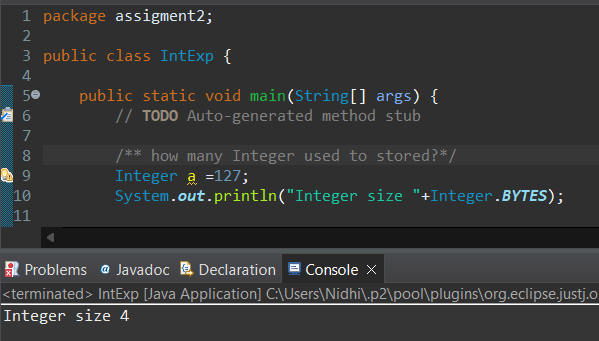 1 package assigment2;
2
3 public class IntExp {
4
5 public static void main(String[] args) {
6 // TODO Auto-generated method stub
7
8 /** how many Integer used to stored?*/
9 Integer a =127;
10 System.out.println("Integer size "+Integer.BYTES);
11
Problems Javadoc Declaration Console
<terminated> IntExp [Java Application] C:\Users\Nidhi\.p2\pool\plugins\org.eclipse.justj.o
Integer size 4